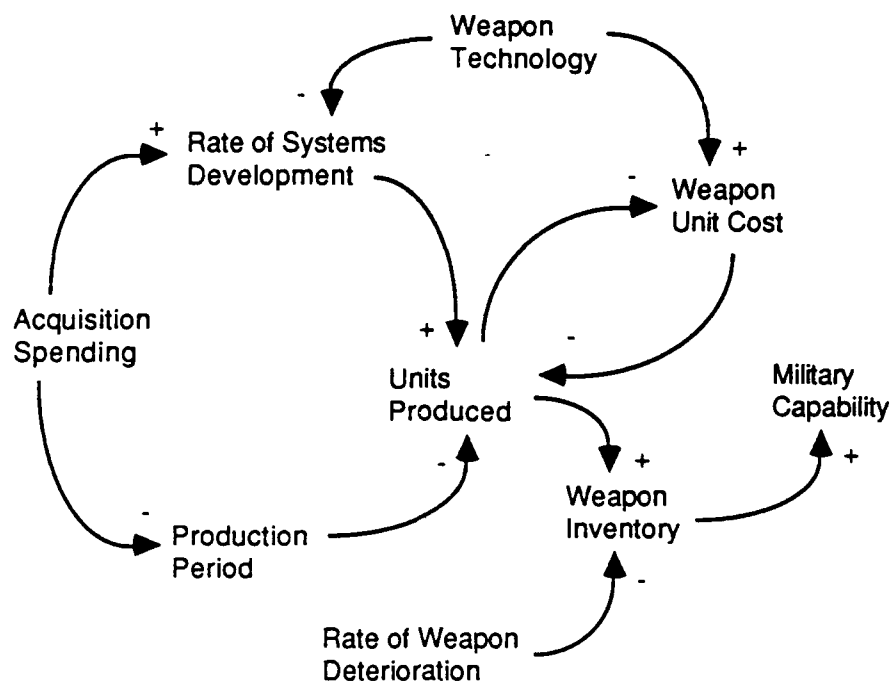 Weapon
Technology
-
+
Rate of Systems
Development
-
-
+
Weapon
Unit Cost
Acquisition
Spending
+
-
Units
Produced
Military
Capability
-
+
+
Weapon
Inventory
-
Production
Period
-
Rate of Weapon
Deterioration